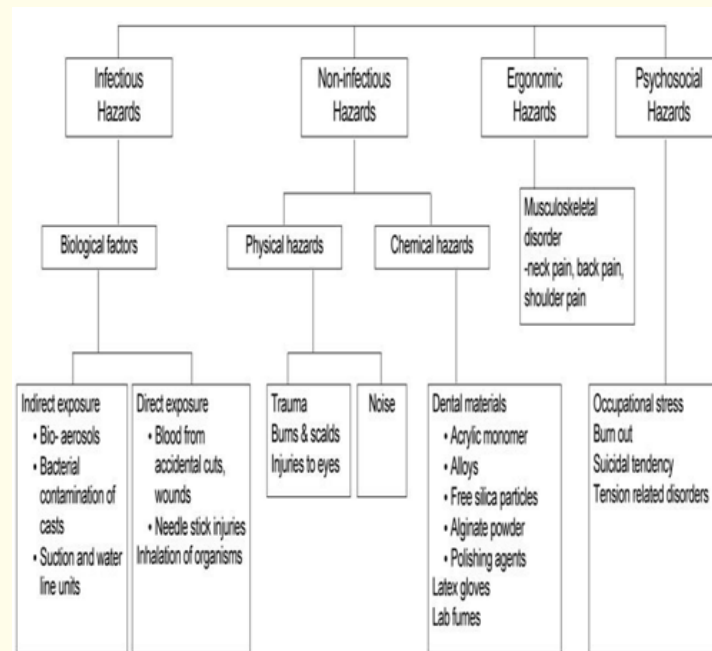 Infectious
Hazards
Non-infectious
Hazards
Ergonomic
Hazards
Psychosocial
Hazards
Biological factors
Physical hazards
Chemical hazards
Musculoskeletal
disorder
-neck pain, back pain,
shoulder pain
Indirect exposure
• Bio- aerosols
• Bacterial
contamination of
casts
• Suction and water
line units
Direct exposure
• Blood from
accidental cuts,
wounds
• Needle stick injuries
Inhalation of organisms
Trauma
Burns & scalds
Injuries to eyes
Noise
Dental materials
• Acrylic monomer
• Alloys
• Free silica particles
• Alginate powder
• Polishing agents
Latex gloves
Lab fumes
Occupational stress
Burn out
Suicidal tendency
Tension related disorders